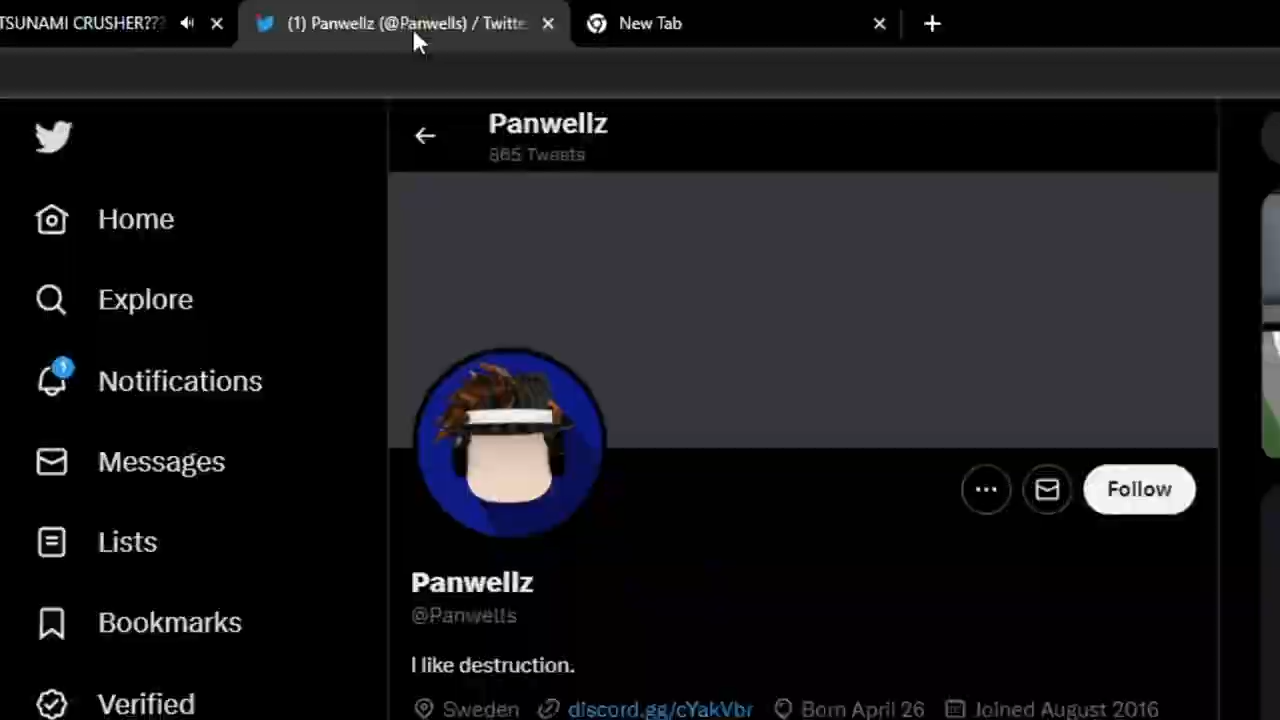 TSUNAMI CRUSHER???
(1) Panwellz (@Panwells) / Twitte
New Tab
Panwellz
865 Tweets
Home
Explore
Notifications
1
Messages
Lists
Bookmarks
Verified
Follow
Panwellz
@Panwells
I like destruction.
Sweden discord.gg/cYakVbr Born April 26 Joined August 2016